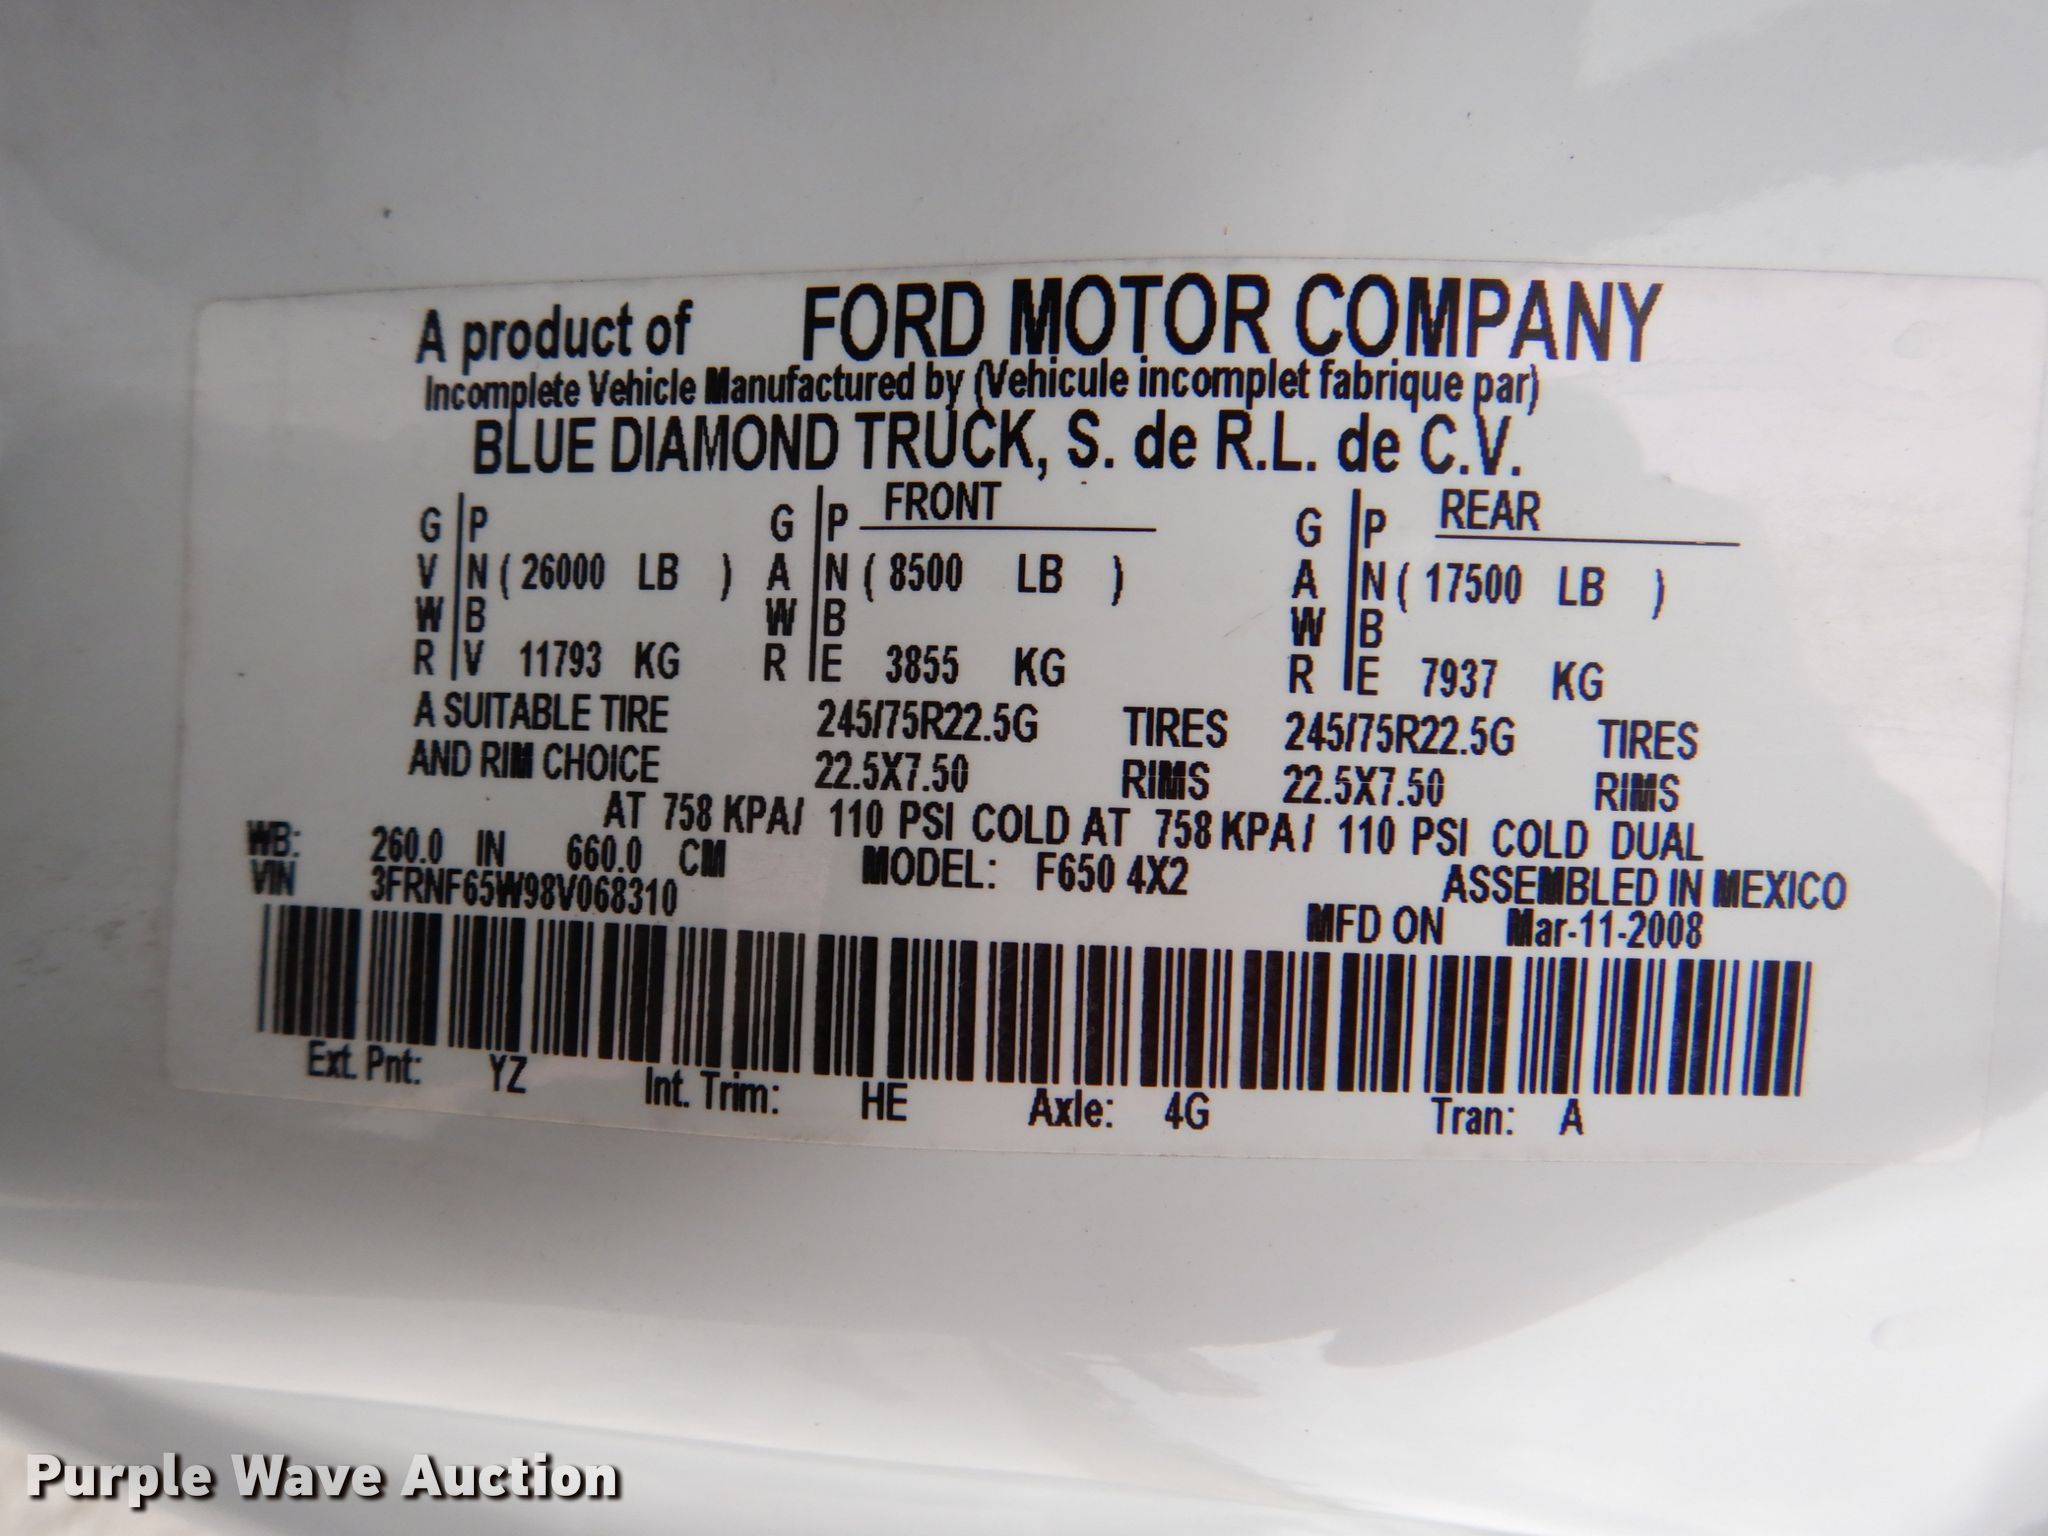 A product of FORD MOTOR COMPANY
Incomplete Vehicle Manufactured by (Vehicule incomplet fabrique par)
BLUE DIAMOND TRUCK, S. de R.L. de C.V.
G P G P FRONT G P REAR
V N ( 26000 LB ) A N ( 8500 LB ) A N ( 17500 LB )
W B W B W B
R V 11793 KG R E 3855 KG R E 7937 KG
A SUITABLE TIRE 245/75R22.5G TIRES 245/75R22.5G TIRES
AND RIM CHOICE 22.5X7.50 RIMS 22.5X7.50 RIMS
AT 758 KPA/ 110 PSI COLD AT 758 KPA/ 110 PSI COLD DUAL
WB: 260.0 IN 660.0 CM MODEL: F650 4X2 ASSEMBLED IN MEXICO
VIN 3FRNF65W98V068310 MFD ON Mar-11-2008
Ext. Pnt: YZ Int. Trim: HE Axle: 4G Tran: A
Purple Wave Auction